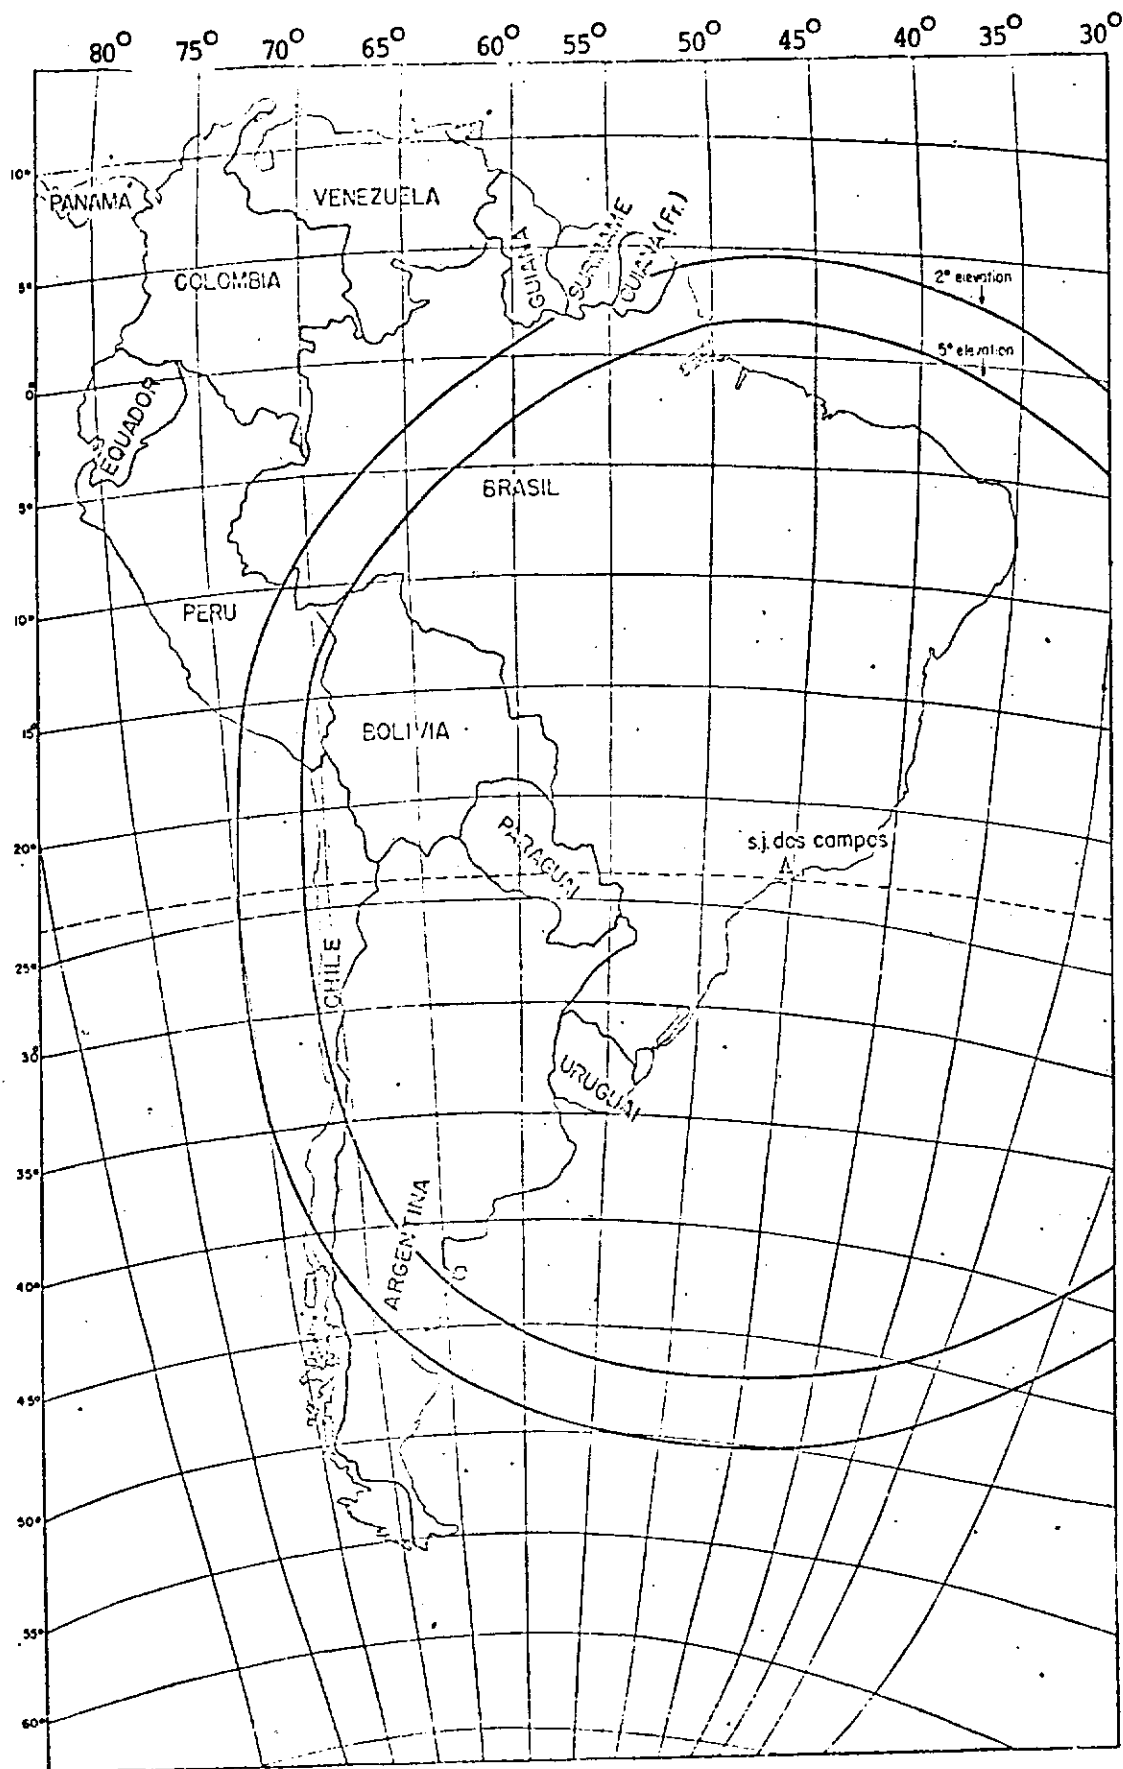 80° 75° 70° 65° 60° 55° 50° 45° 40° 35° 30°
10°
PANAMA
VENEZUELA
GUIANA
SURINAME
GUIANA (Fr.)
COLOMBIA
5°
2° elevation
5° elevation
0°
EQUADOR
BRASIL
5°
PERU
10°
BOLIVIA
15°
PARAGUAI
s.j. dos campos
20°
CHILE
25°
30°
URUGUAI
35°
ARGENTINA
40°
45°
50°
55°
60°